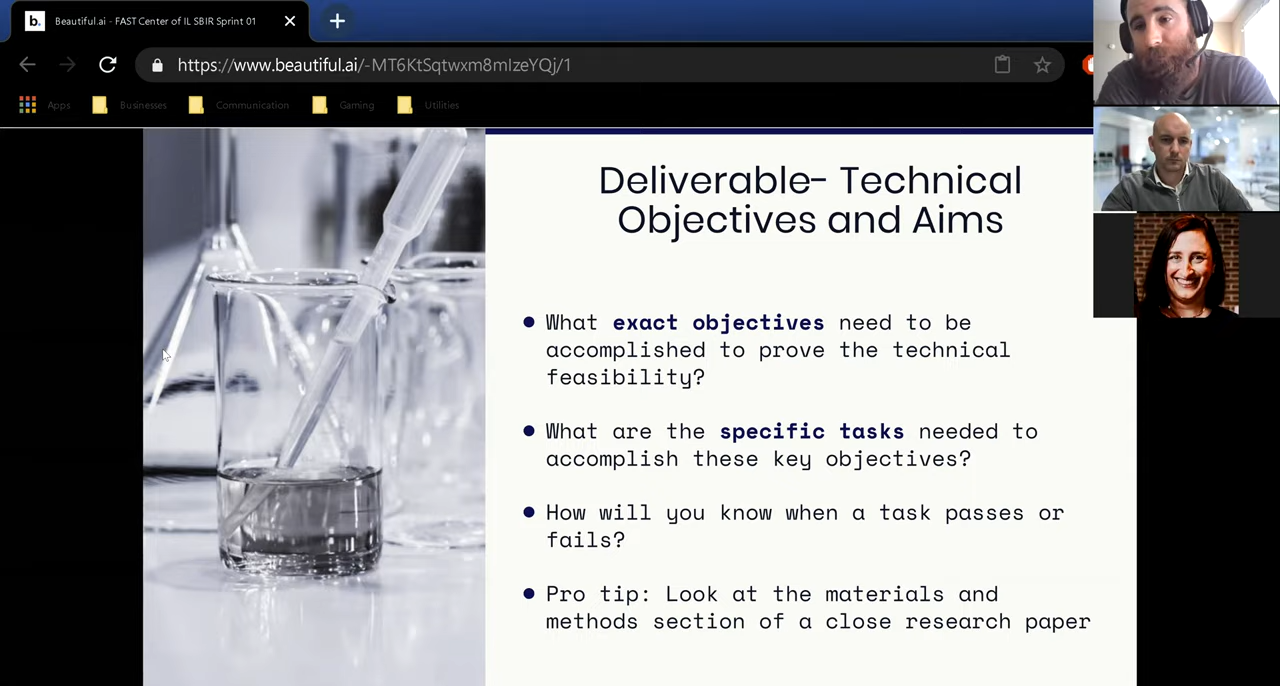 b.
Beautiful.ai - FAST Center of IL SBIR Sprint 01
https://www.beautiful.ai/-MT6KtSqtwxm8mIzeYQj/1
Apps Businesses Communication Gaming Utilities
Deliverable- Technical
Objectives and Aims
What exact objectives need to be
accomplished to prove the technical
feasibility?
What are the specific tasks needed to
accomplish these key objectives?
How will you know when a task passes or
fails?
Pro tip: Look at the materials and
methods section of a close research paper